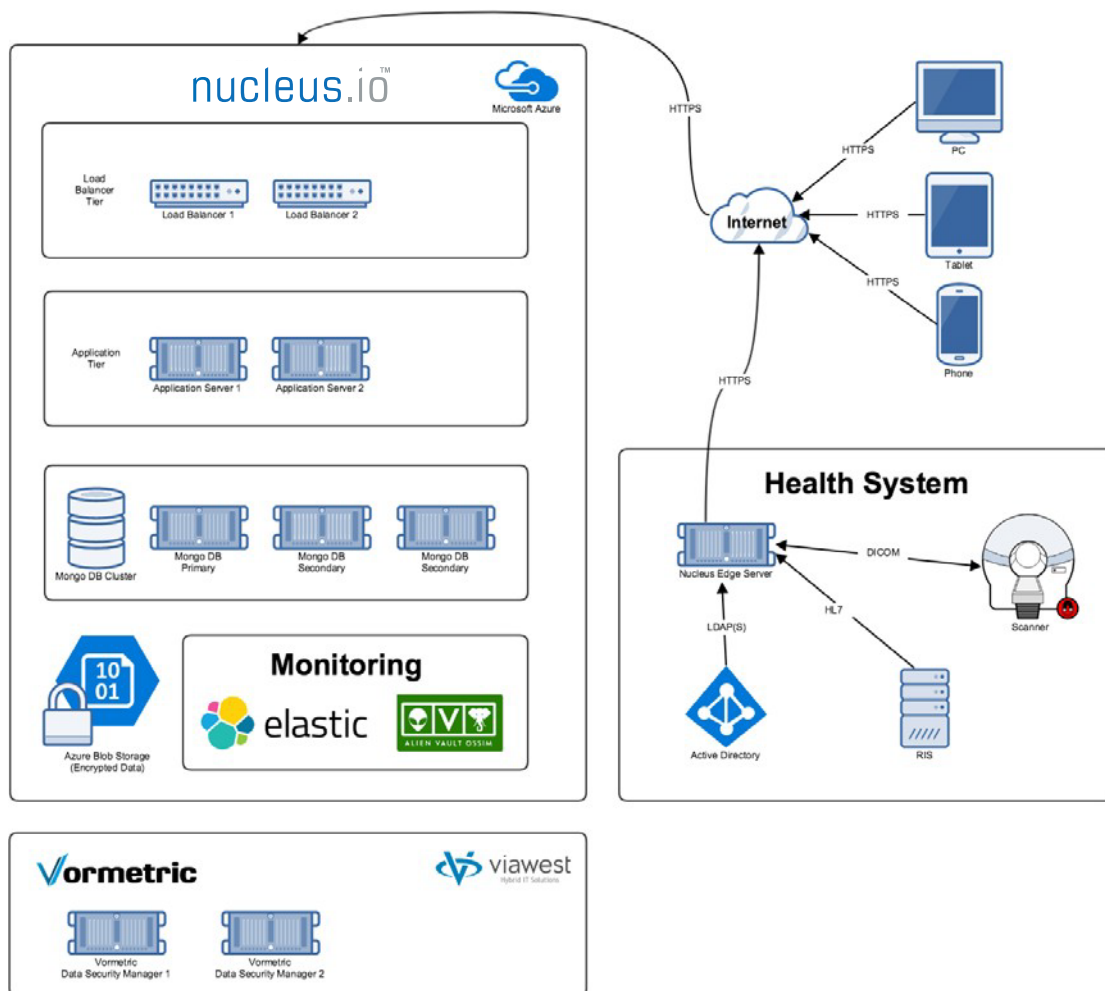 nucleus.io™
Microsoft Azure
Load
Balancer
Tier
Load Balancer 1
Load Balancer 2
Application
Tier
Application Server 1
Application Server 2
Mongo DB Cluster
Mongo DB
Primary
Mongo DB
Secondary
Mongo DB
Secondary
10
01
Azure Blob Storage
(Encrypted Data)
Monitoring
elastic
V
ALIEN VAULT OSSIM
HTTPS
Internet
HTTPS
PC
HTTPS
Tablet
HTTPS
Phone
HTTPS
Health System
Nucleus Edge Server
DICOM
Scanner
HL7
LDAP(S)
Active Directory
RIS
Vormetric
viawest
Hybrid IT Solutions
Vormetric
Data Security Manager 1
Vormetric
Data Security Manager 2